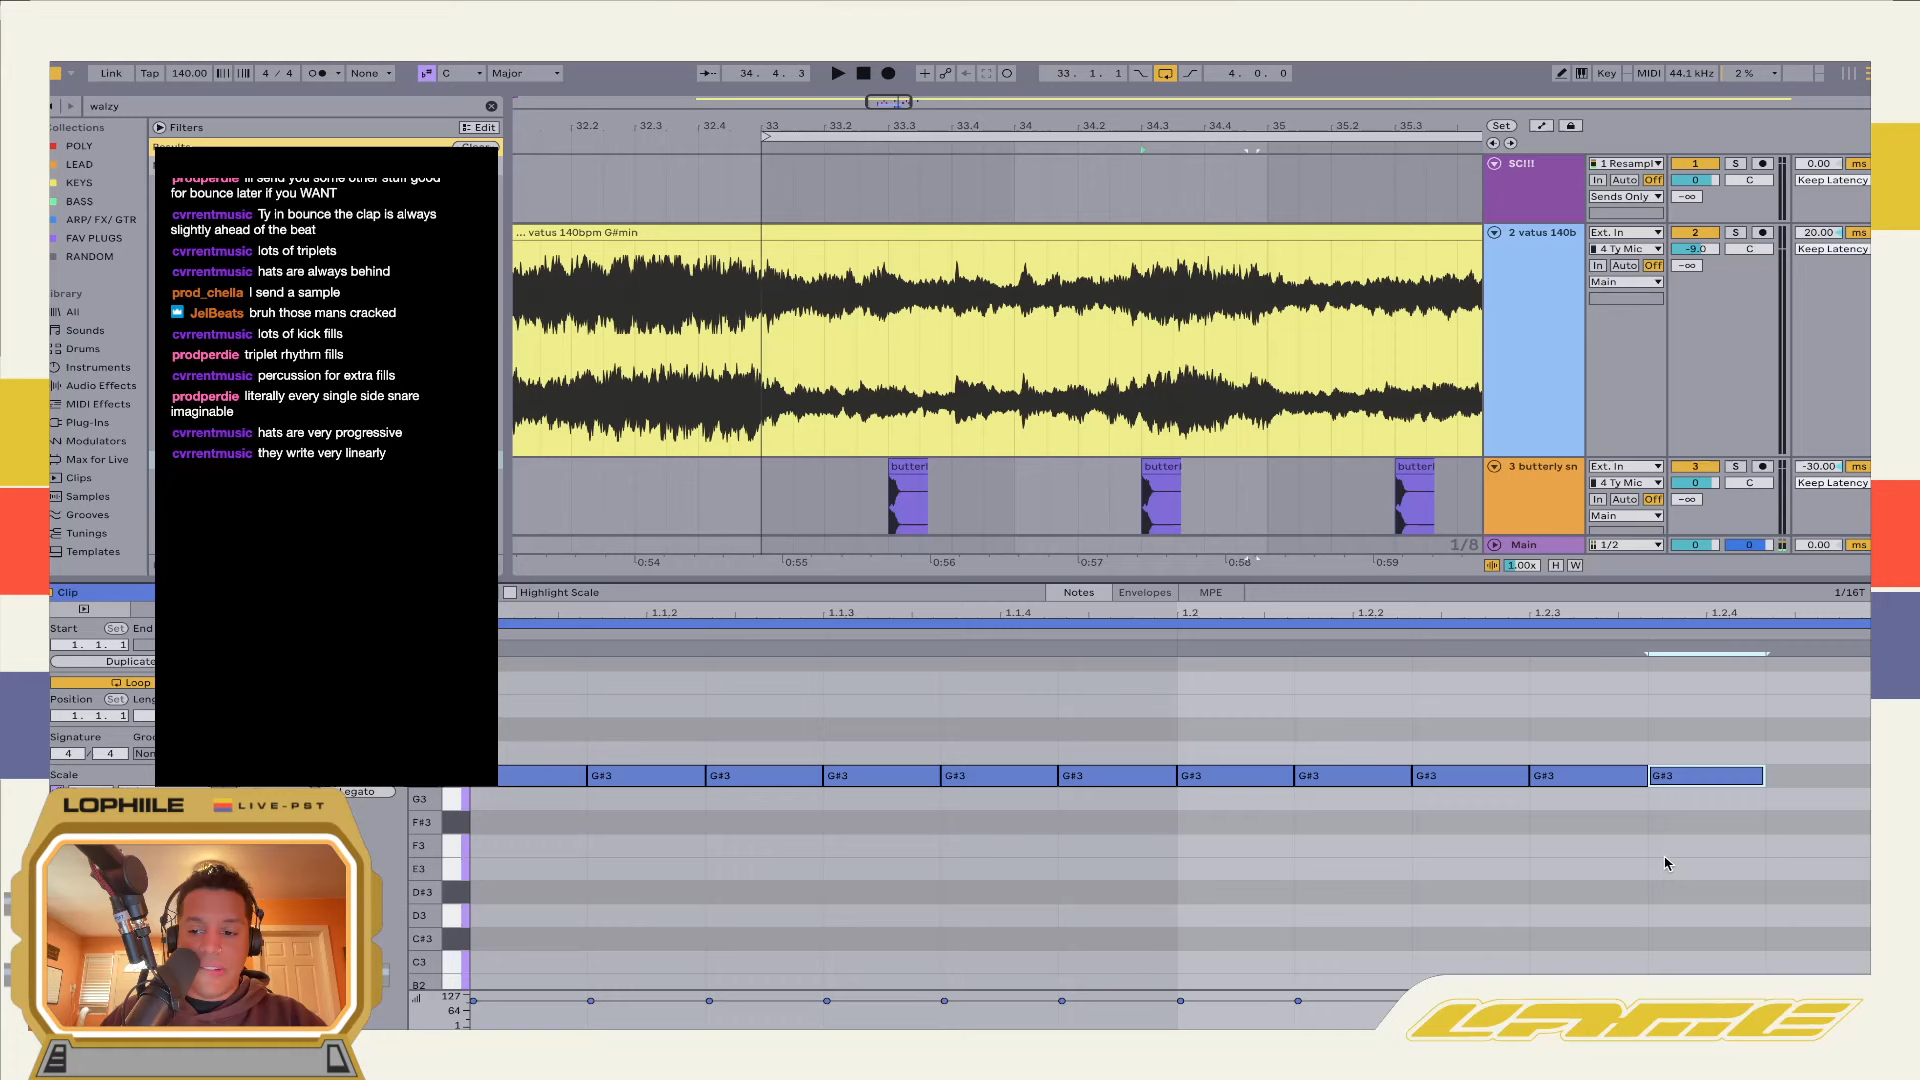 Link Tap 140.00 4 / 4 None C Major 34. 4. 3 33. 1. 1 4. 0. 0 Key MIDI 44.1 kHz 2 %
walzy
Collections
POLY
LEAD
KEYS
BASS
ARP/ FX/ GTR
FAV PLUGS
RANDOM
ibrary
All
Sounds
Drums
Instruments
Audio Effects
MIDI Effects
Plug-Ins
Modulators
Max for Live
Clips
Samples
Grooves
Tunings
Templates
Filters Edit
prodperdie ill send you some other stuff good
for bounce later if you WANT
cvrrentmusic Ty in bounce the clap is always
slightly ahead of the beat
cvrrentmusic lots of triplets
cvrrentmusic hats are always behind
prod_chella I send a sample
JelBeats bruh those mans cracked
cvrrentmusic lots of kick fills
prodperdie triplet rhythm fills
cvrrentmusic percussion for extra fills
prodperdie literally every single side snare
imaginable
cvrrentmusic hats are very progressive
cvrrentmusic they write very linearly
32.2 32.3 32.4 33 33.2 33.3 33.4 34 34.2 34.3 34.4 35 35.2 35.3
Set
... vatus 140bpm G#min
butterl butterl butterl
1/8
0:54 0:55 0:56 0:57 0:58 0:59
SC!!! 1 Resampl 1 S 0.00 ms
In Auto Off 0 C Keep Latency
Sends Only -∞
2 vatus 140b Ext. In 2 S 20.00 ms
4 Ty Mic -9.0 C Keep Latency
In Auto Off -∞
Main
3 butterly sn Ext. In 3 S -30.00 ms
4 Ty Mic 0 C Keep Latency
In Auto Off -∞
Main
Main 1/2 0 0 0.00 ms
1.00x H W
Clip
Start Set End
1. 1. 1
Duplicate
Loop
Position Set Leng
1. 1. 1
Signature Groo
4 / 4 Non
Scale
Legato
Highlight Scale Notes Envelopes MPE 1/16T
1.1.2 1.1.3 1.1.4 1.2 1.2.2 1.2.3 1.2.4
G#3 G#3 G#3 G#3 G#3 G#3 G#3 G#3 G#3 G#3
G3
F#3
F3
E3
D#3
D3
C#3
C3
B2
127
64
1
LOPHIILE LIVE-PST